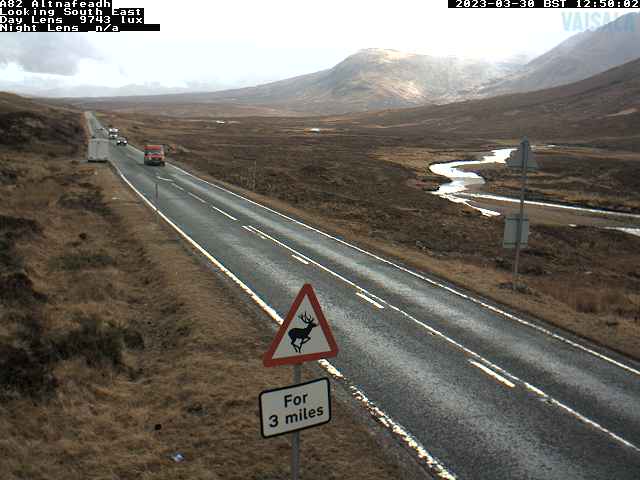 A82 Altnafeadh
Looking South East
Day Lens 9743 lux
Night Lens n/a
2023-03-30 BST 12:50:02
VAISALA
For
3 miles